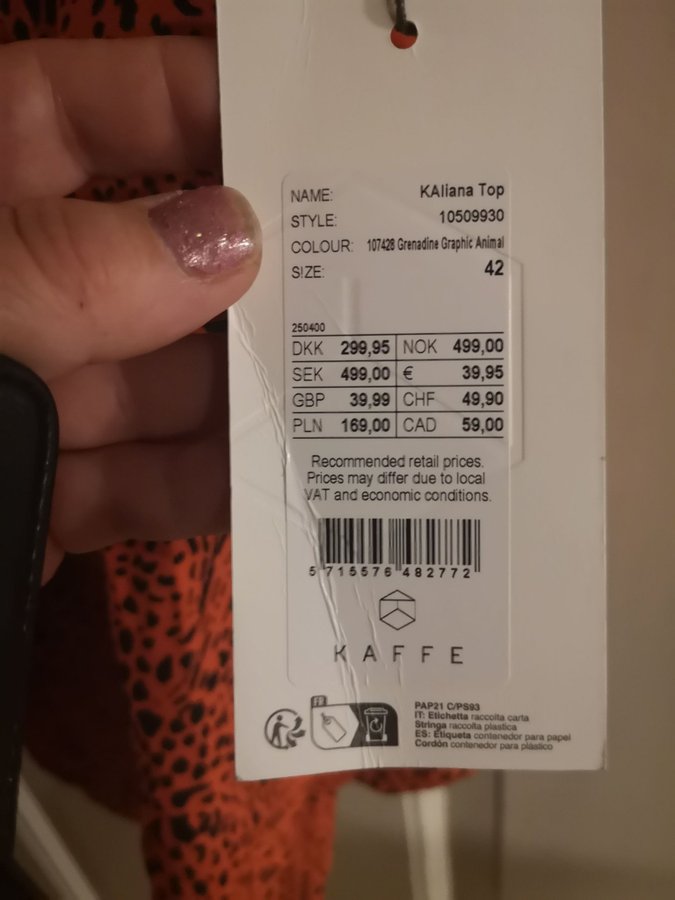 NAME: KAliana Top
STYLE: 10509930
COLOUR: 107428 Grenadine Graphic Animal
SIZE: 42
250400
DKK 299,95 NOK 499,00
SEK 499,00 € 39,95
GBP 39,99 CHF 49,90
PLN 169,00 CAD 59,00
Recommended retail prices.
Prices may differ due to local
VAT and economic conditions.
5 715576 482772
KAFFE
FR
PAP21 C/PS93
IT: Etichetta raccolta carta
Stringa raccolta plastica
ES: Etiqueta contenedor para papel
Cordón contenedor para plástico